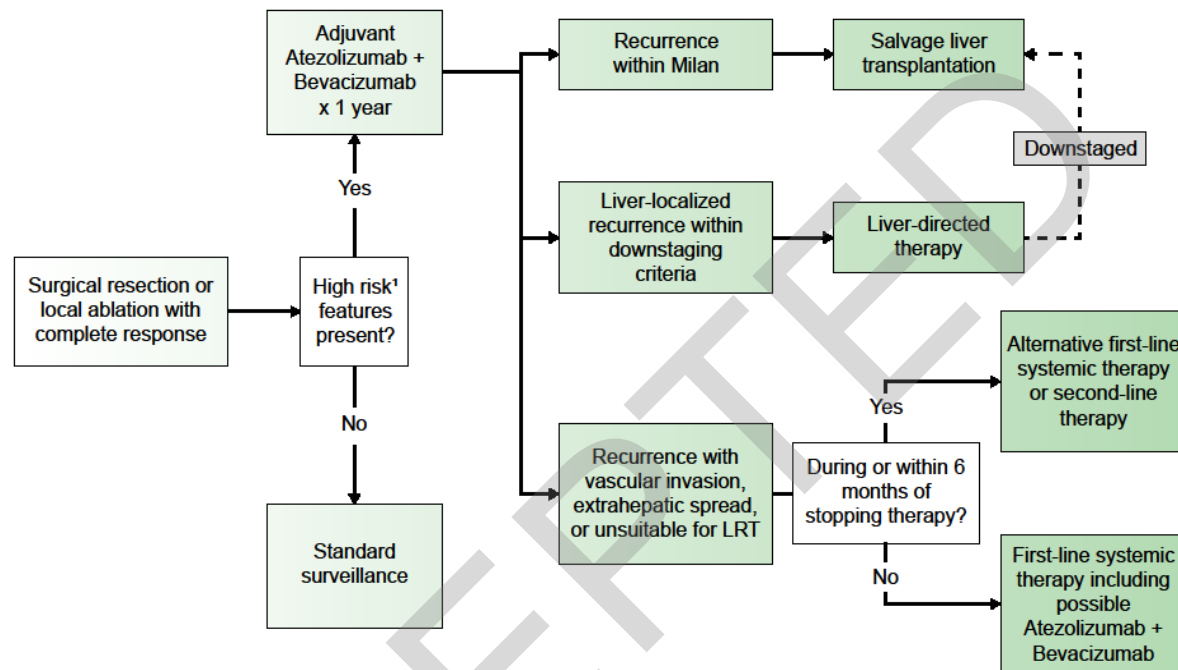 Adjuvant
Atezolizumab +
Bevacizumab
x 1 year
Recurrence
within Milan
Salvage liver
transplantation
Downstaged
Yes
Liver-localized
recurrence within
downstaging
criteria
Liver-directed
therapy
Surgical resection or
local ablation with
complete response
High risk¹
features
present?
No
Standard
surveillance
Recurrence with
vascular invasion,
extrahepatic spread,
or unsuitable for LRT
During or within 6
months of
stopping therapy?
Yes
Alternative first-line
systemic therapy
or second-line
therapy
No
First-line systemic
therapy including
possible
Atezolizumab +
Bevacizumab
EPTED